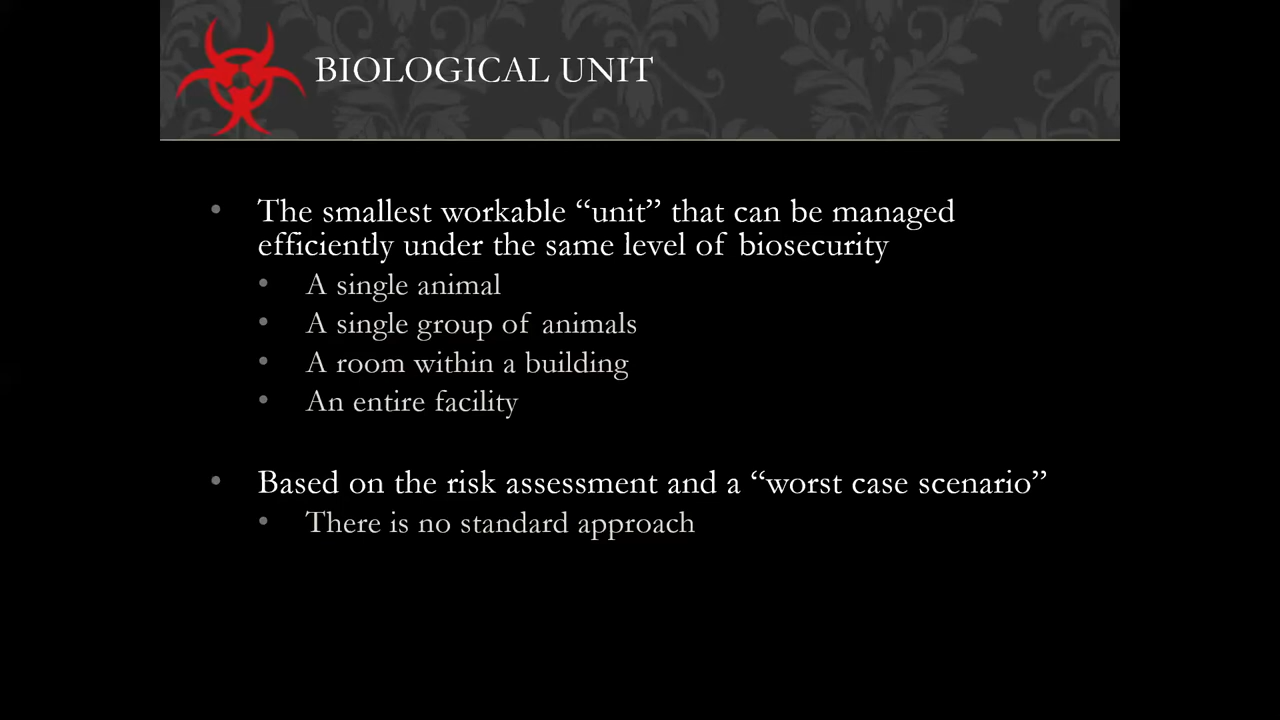 BIOLOGICAL UNIT
• The smallest workable “unit” that can be managed
efficiently under the same level of biosecurity
• A single animal
• A single group of animals
• A room within a building
• An entire facility
• Based on the risk assessment and a “worst case scenario”
• There is no standard approach